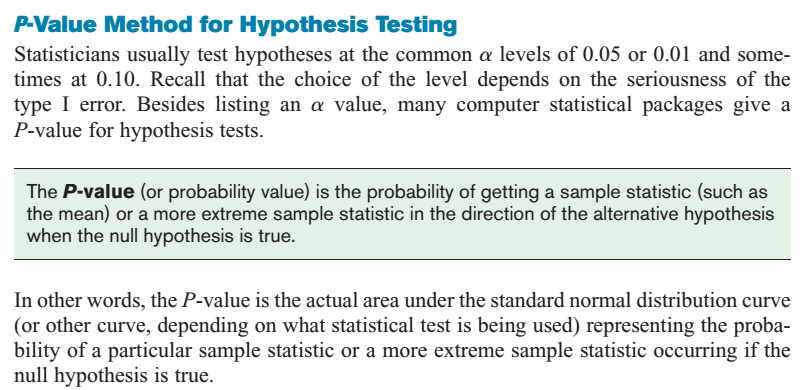 P-Value Method for Hypothesis Testing
Statisticians usually test hypotheses at the common α levels of 0.05 or 0.01 and some-
times at 0.10. Recall that the choice of the level depends on the seriousness of the
type I error. Besides listing an α value, many computer statistical packages give a
P-value for hypothesis tests.
The P-value (or probability value) is the probability of getting a sample statistic (such as
the mean) or a more extreme sample statistic in the direction of the alternative hypothesis
when the null hypothesis is true.
In other words, the P-value is the actual area under the standard normal distribution curve
(or other curve, depending on what statistical test is being used) representing the proba-
bility of a particular sample statistic or a more extreme sample statistic occurring if the
null hypothesis is true.